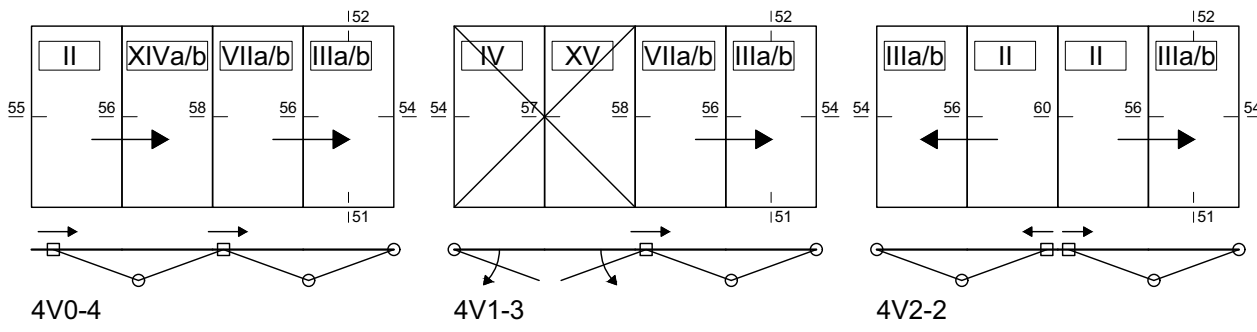 52 52 52
II XIVa/b VIIa/b IIIa/b IV XV VIIa/b IIIa/b IIIa/b II II IIIa/b
55 56 58 56 54 54 57 58 56 54 54 56 60 56 54
51 51 51
4V0-4 4V1-3 4V2-2